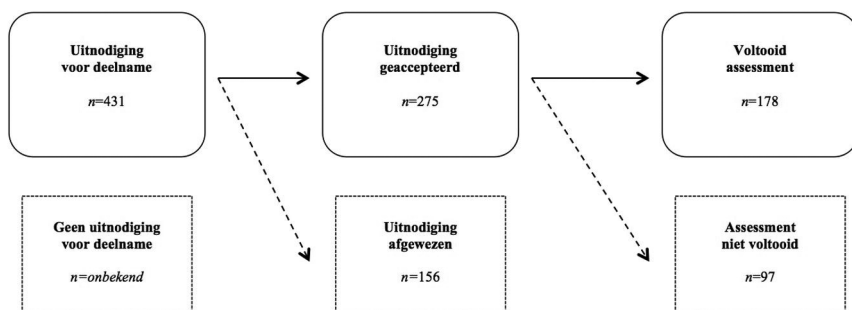 Uitnodiging
voor deelname
n=431
Uitnodiging
geaccepteerd
n=275
Voltooid
assessment
n=178
Geen uitnodiging
voor deelname
n=onbekend
Uitnodiging
afgewezen
n=156
Assessment
niet voltooid
n=97